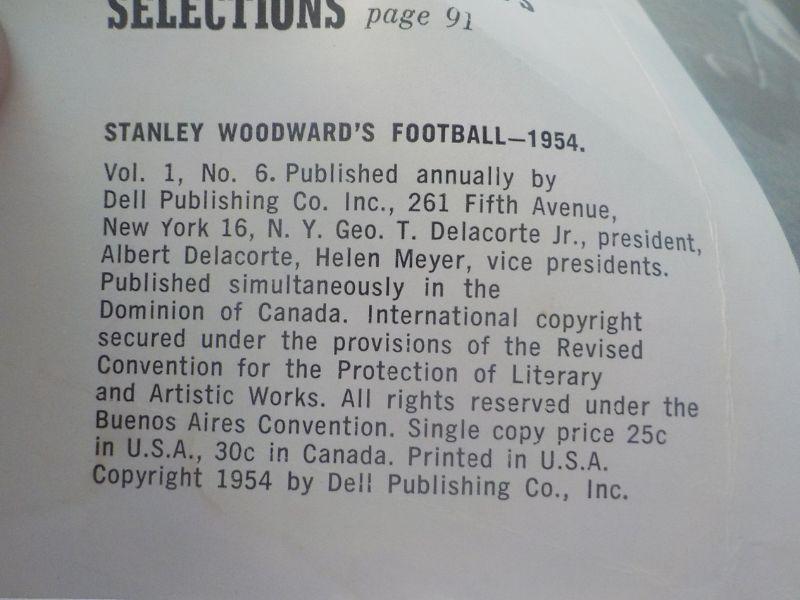 SELECTIONS page 91
STANLEY WOODWARD'S FOOTBALL—1954.
Vol. 1, No. 6. Published annually by
Dell Publishing Co. Inc., 261 Fifth Avenue,
New York 16, N. Y. Geo. T. Delacorte Jr., president,
Albert Delacorte, Helen Meyer, vice presidents.
Published simultaneously in the
Dominion of Canada. International copyright
secured under the provisions of the Revised
Convention for the Protection of Literary
and Artistic Works. All rights reserved under the
Buenos Aires Convention. Single copy price 25c
in U.S.A., 30c in Canada. Printed in U.S.A.
Copyright 1954 by Dell Publishing Co., Inc.